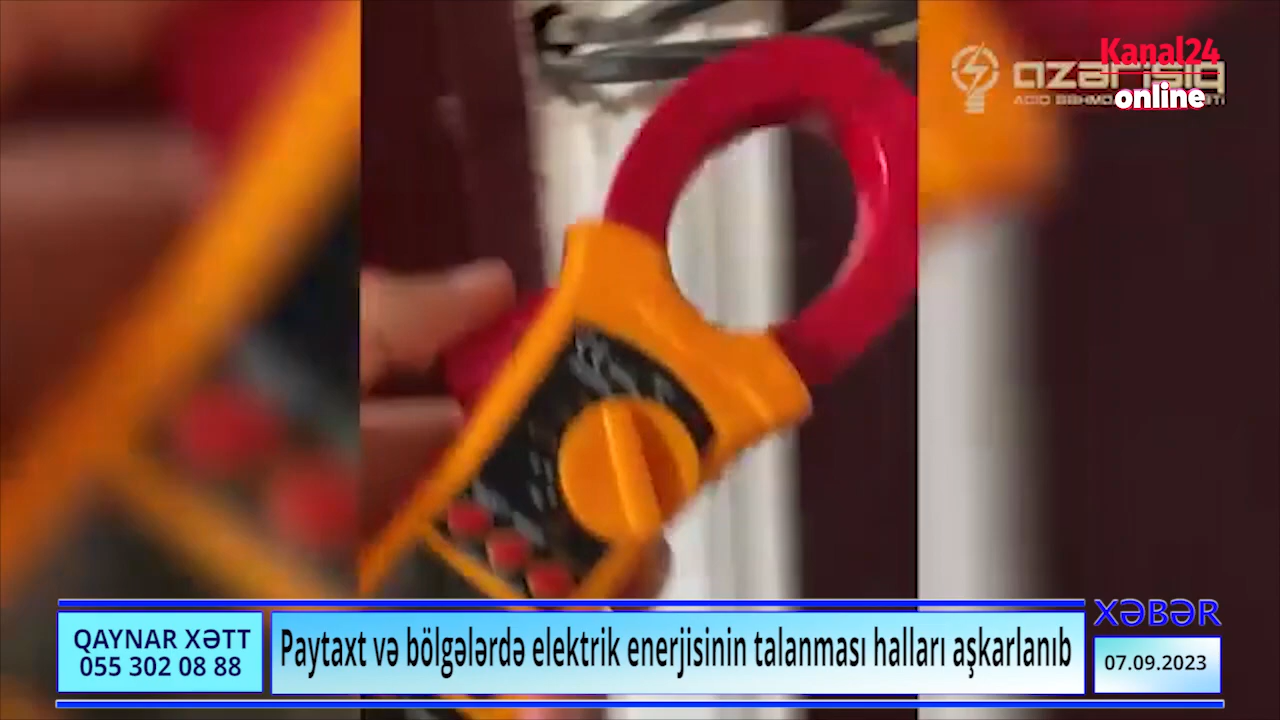 Kanal24
online
azərişıq
QAYNAR XƏTT
055 302 08 88
Paytaxt və bölgələrdə elektrik enerjisinin talanması halları aşkarlanıb
XƏBƏR
07.09.2023